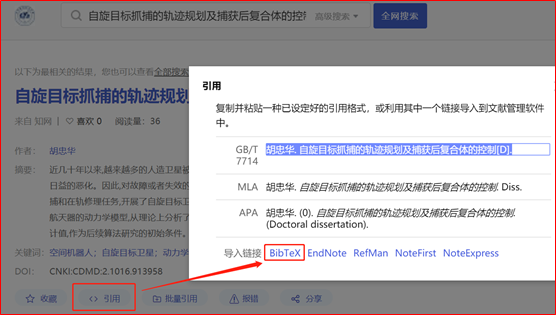 自旋目标抓捕的轨迹规划及捕获后复合体的控制
高级搜索
全网搜索
以下为最相关的结果，您也可以查看全部搜索
自旋目标抓捕的轨迹规划
来自 知网 | ♡ 喜欢 0 阅读量：36
作者： 胡忠华
摘要： 近几十年以来,越来越多的人造卫星被
日益的恶化。因此,对故障或者失效的
捕和在轨修理任务,开展了自旋目标卫
航天器的动力学模型,从理论上分析了
计值,作为后续算法研究的初始条件。
关键词： 空间机器人；自旋目标卫星；动力学
DOI： CNKI:CDMD:2.1016.913958
收藏 <> 引用 批量引用 报错 分享
引用
复制并粘贴一种已设定好的引用格式，或利用其中一个链接导入到文献管理软件
中。
GB/T 7714 胡忠华. 自旋目标抓捕的轨迹规划及捕获后复合体的控制[D].
MLA 胡忠华. 自旋目标抓捕的轨迹规划及捕获后复合体的控制. Diss.
APA 胡忠华. (0). 自旋目标抓捕的轨迹规划及捕获后复合体的控制.
(Doctoral dissertation).
导入链接 BibTeX EndNote RefMan NoteFirst NoteExpress